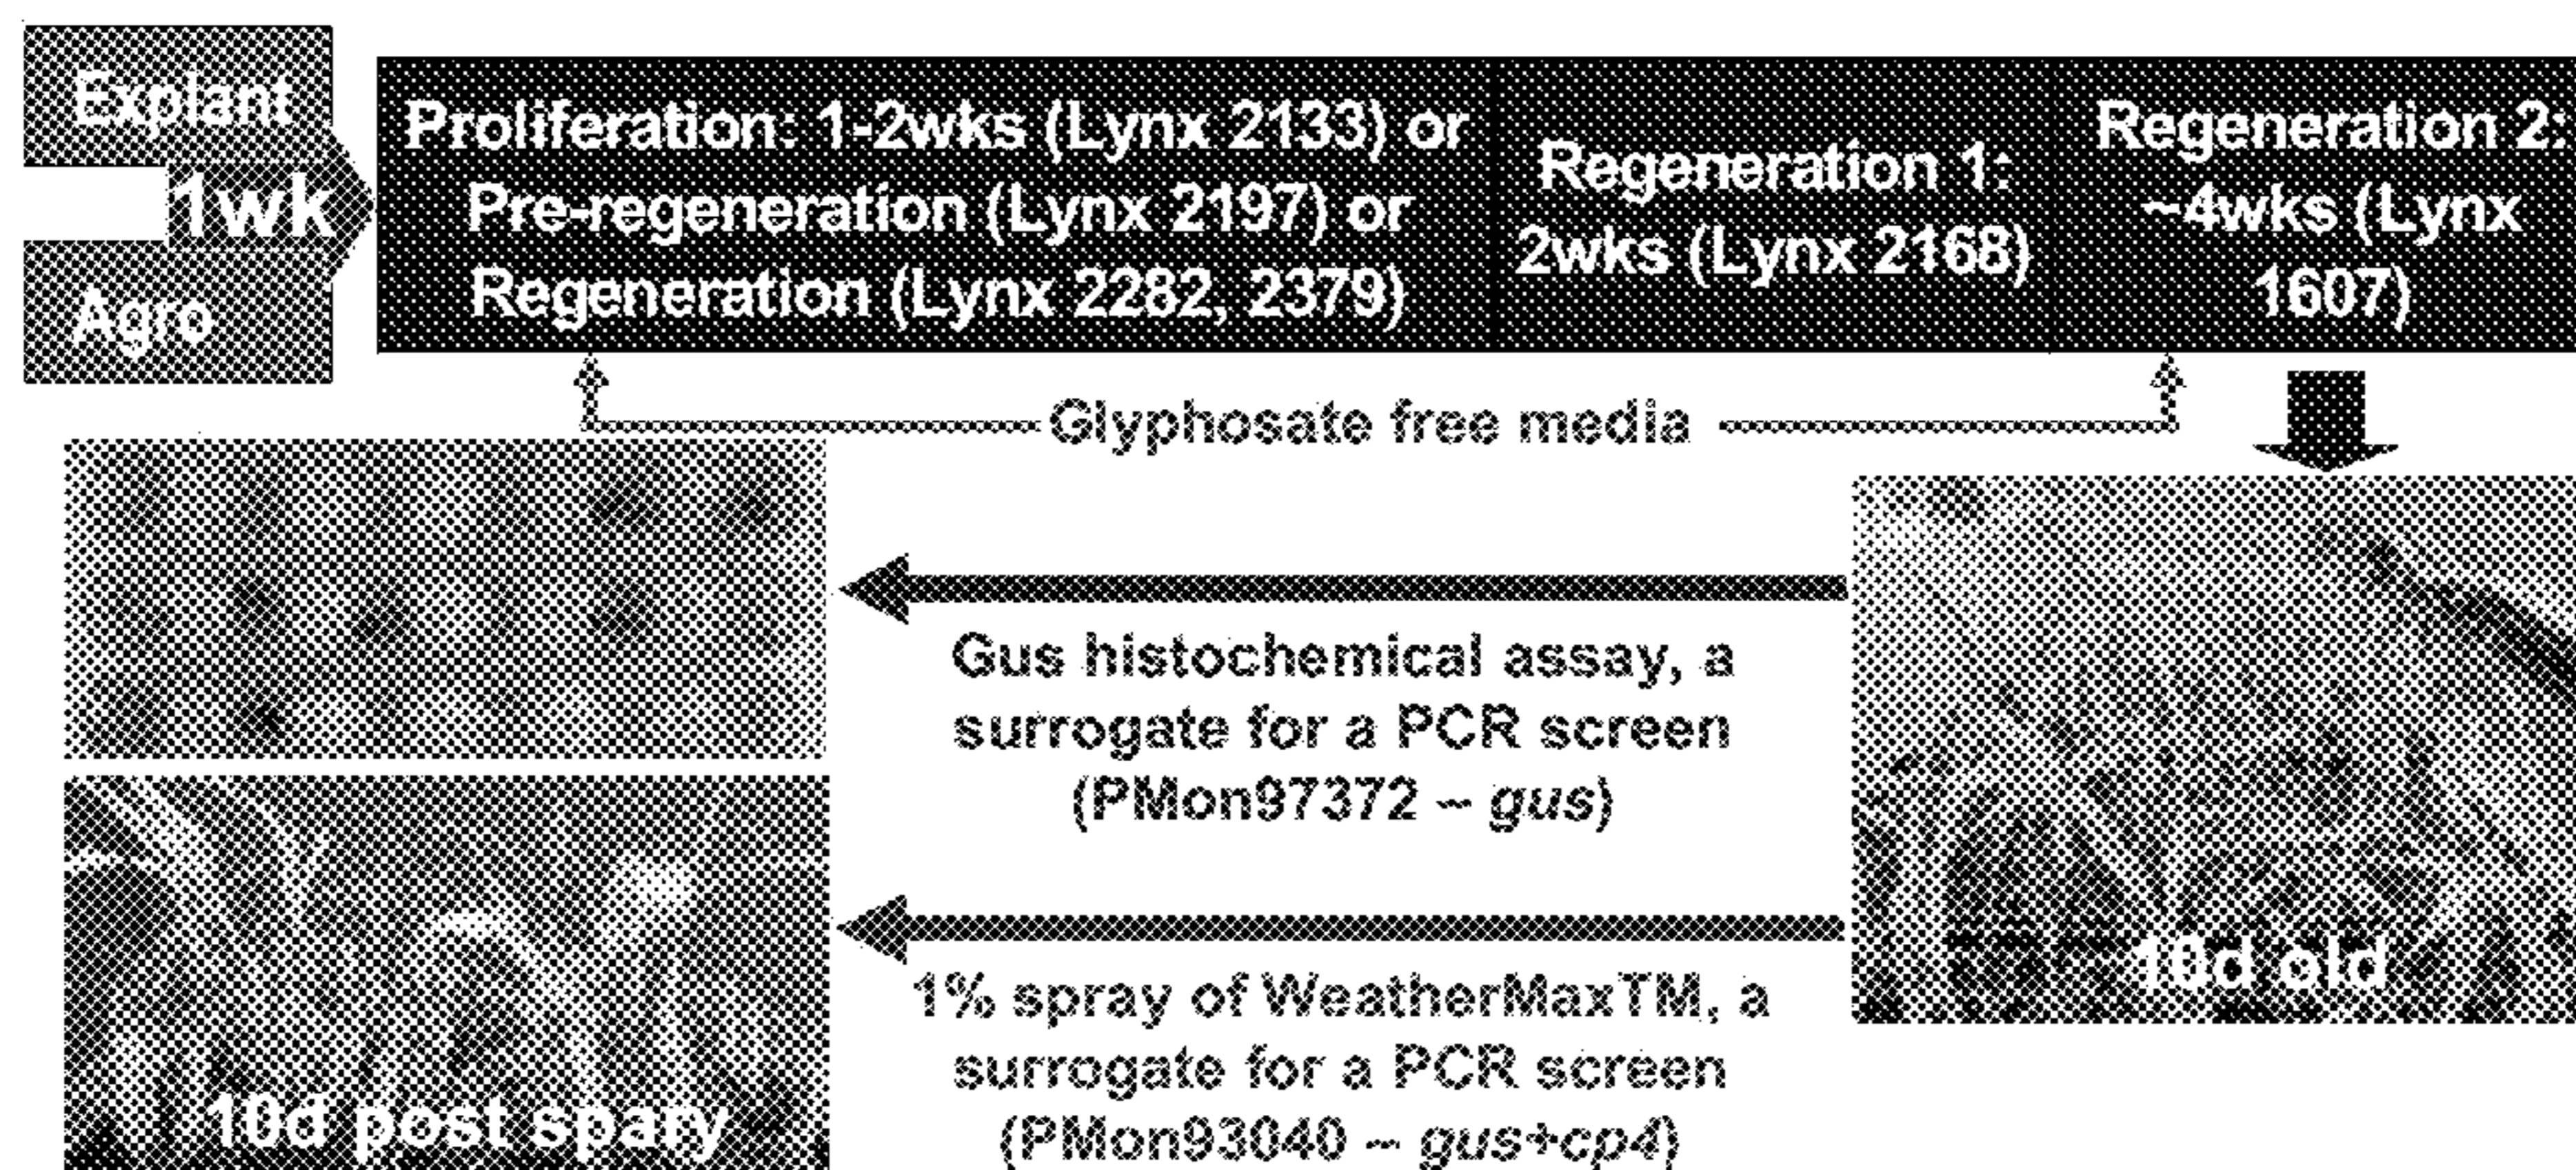 Explant
1wk
Agro
Proliferation: 1-2wks (Lynx 2133) or
Pre-regeneration (Lynx 2197) or
Regeneration (Lynx 2282, 2379)
Regeneration 1:
2wks (Lynx 2168)
Regeneration 2:
~4wks (Lynx
1607)
Glyphosate free media
Gus histochemical assay, a
surrogate for a PCR screen
(PMon97372 – gus)
10d old
1% spray of WeatherMaxTM, a
surrogate for a PCR screen
(PMon93040 – gus+cp4)
10d post spary